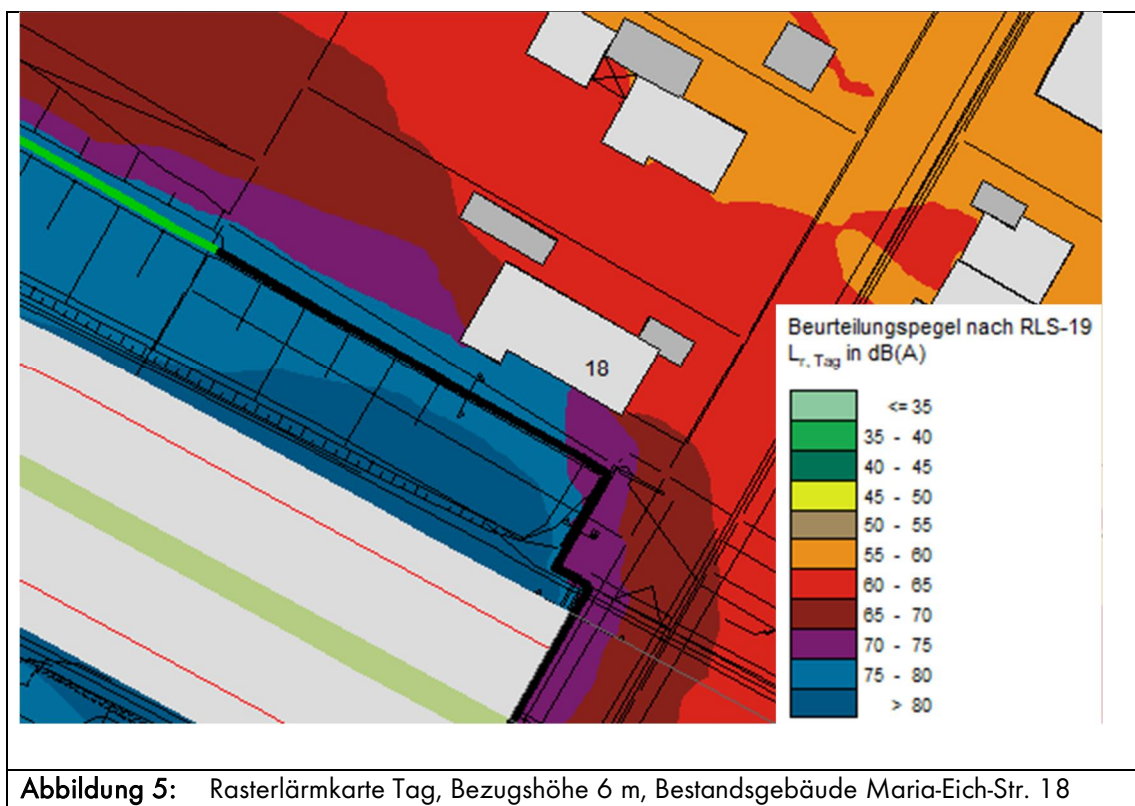 18
Beurteilungspegel nach RLS-19
Lr, Tag in dB(A)
<= 35
35 - 40
40 - 45
45 - 50
50 - 55
55 - 60
60 - 65
65 - 70
70 - 75
75 - 80
> 80
Abbildung 5: Rasterlärmkarte Tag, Bezugshöhe 6 m, Bestandsgebäude Maria-Eich-Str. 18